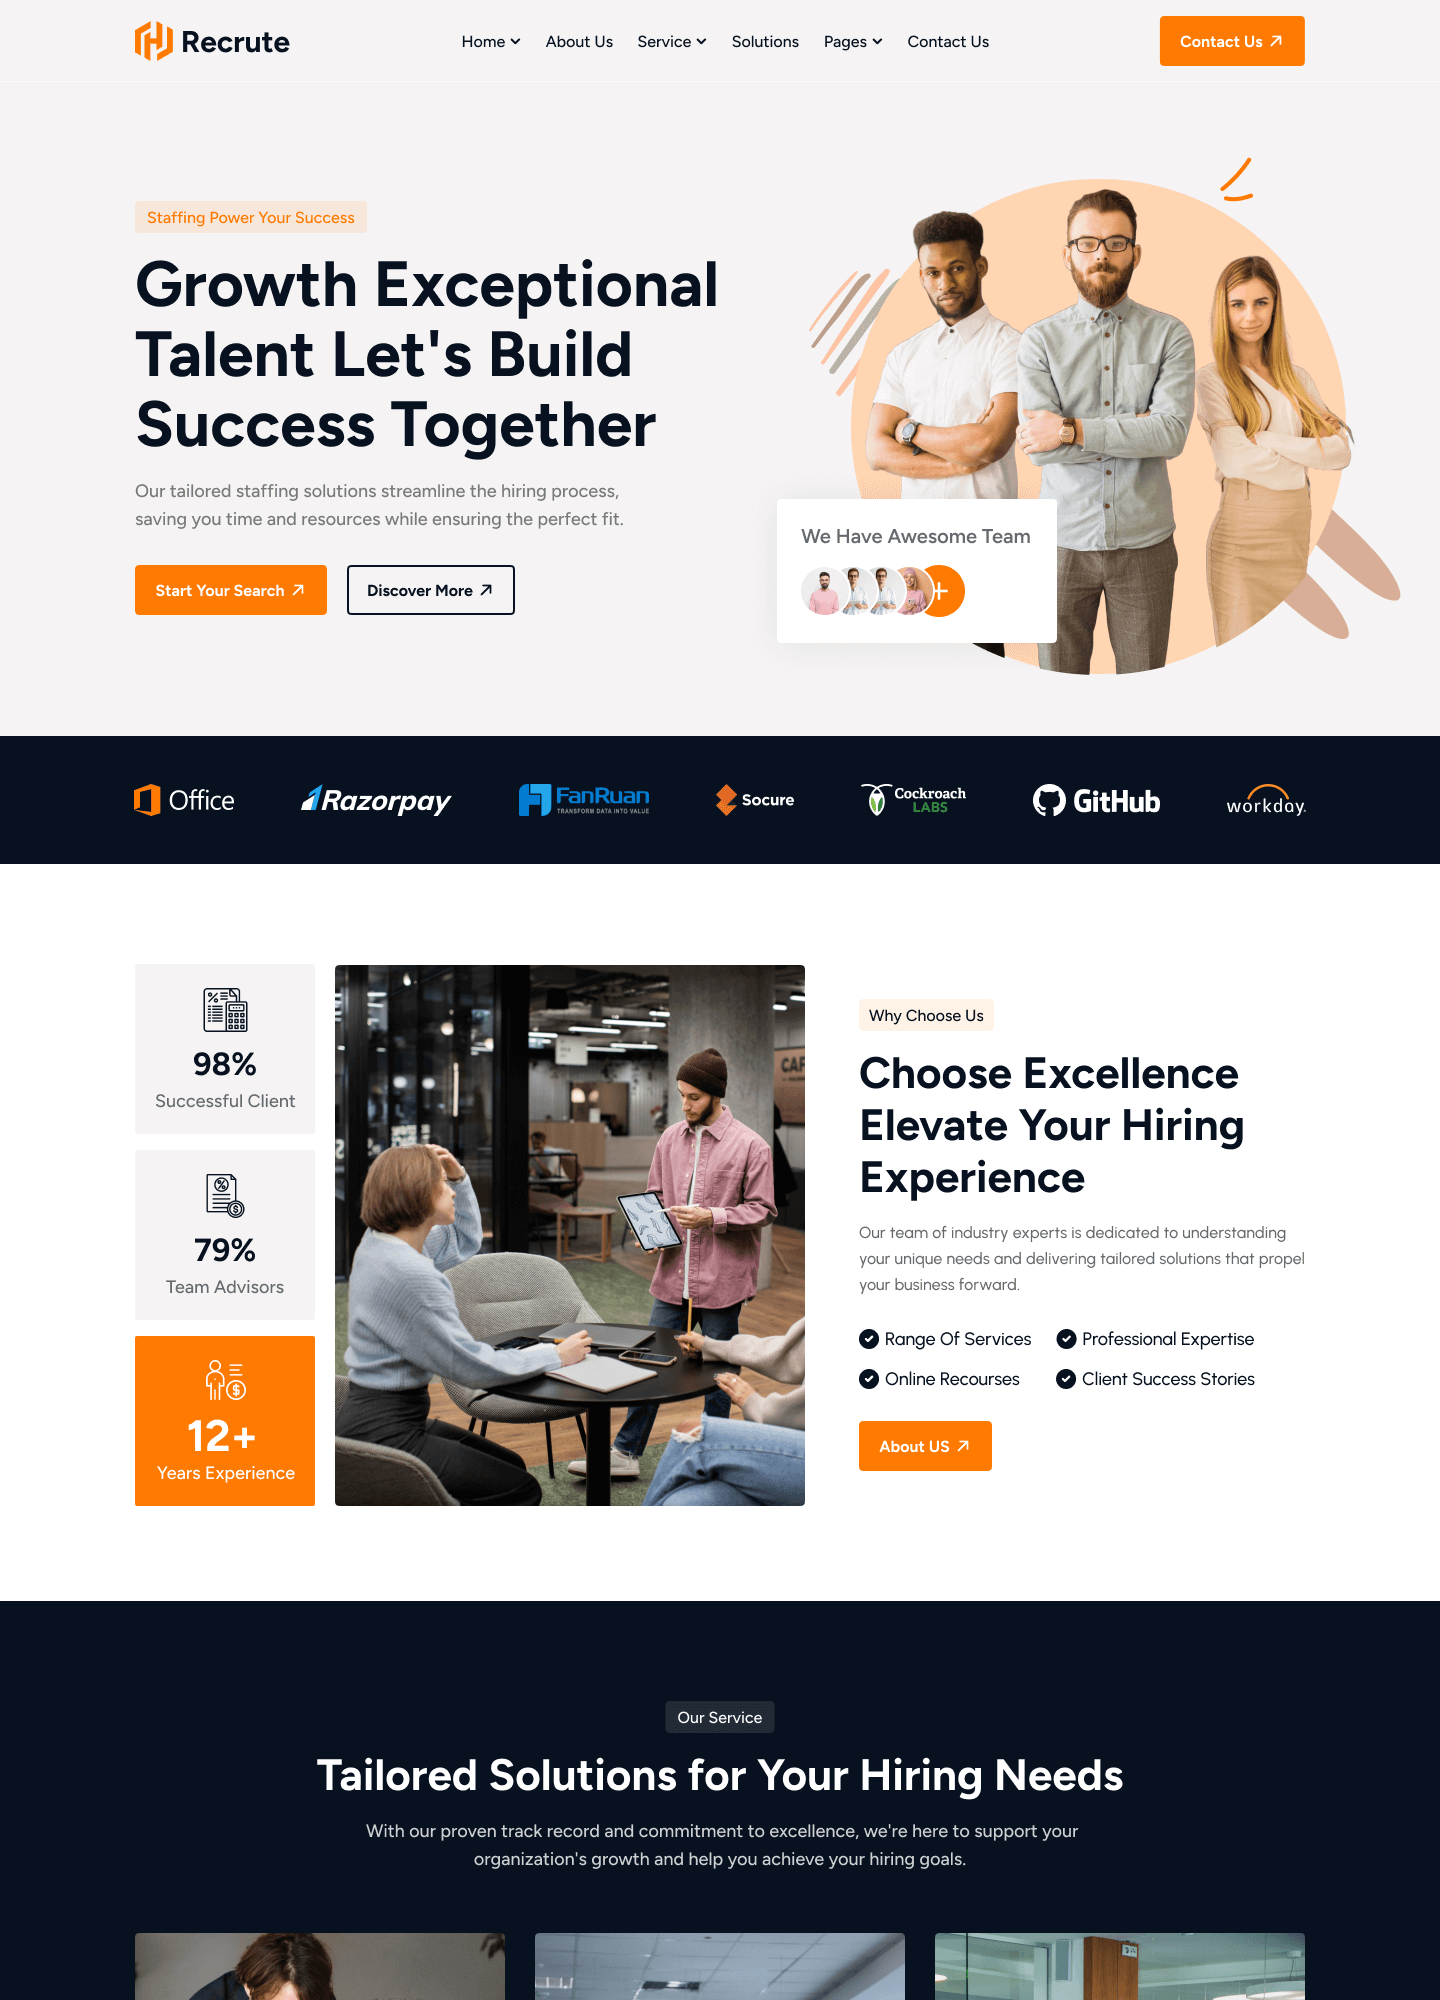 Recrute
Home
About Us
Service
Solutions
Pages
Contact Us
Contact Us
Staffing Power Your Success
Growth Exceptional
Talent Let's Build
Success Together
Our tailored staffing solutions streamline the hiring process,
saving you time and resources while ensuring the perfect fit.
Start Your Search
Discover More
We Have Awesome Team
Office
Razorpay
FanRuan
TRANSFORM DATA INTO VALUE
Socure
Cockroach
LABS
GitHub
workday.
98%
Successful Client
79%
Team Advisors
12+
Years Experience
CAF
Why Choose Us
Choose Excellence
Elevate Your Hiring
Experience
Our team of industry experts is dedicated to understanding
your unique needs and delivering tailored solutions that propel
your business forward.
Range Of Services
Professional Expertise
Online Recourses
Client Success Stories
About US
Our Service
Tailored Solutions for Your Hiring Needs
With our proven track record and commitment to excellence, we're here to support your
organization's growth and help you achieve your hiring goals.